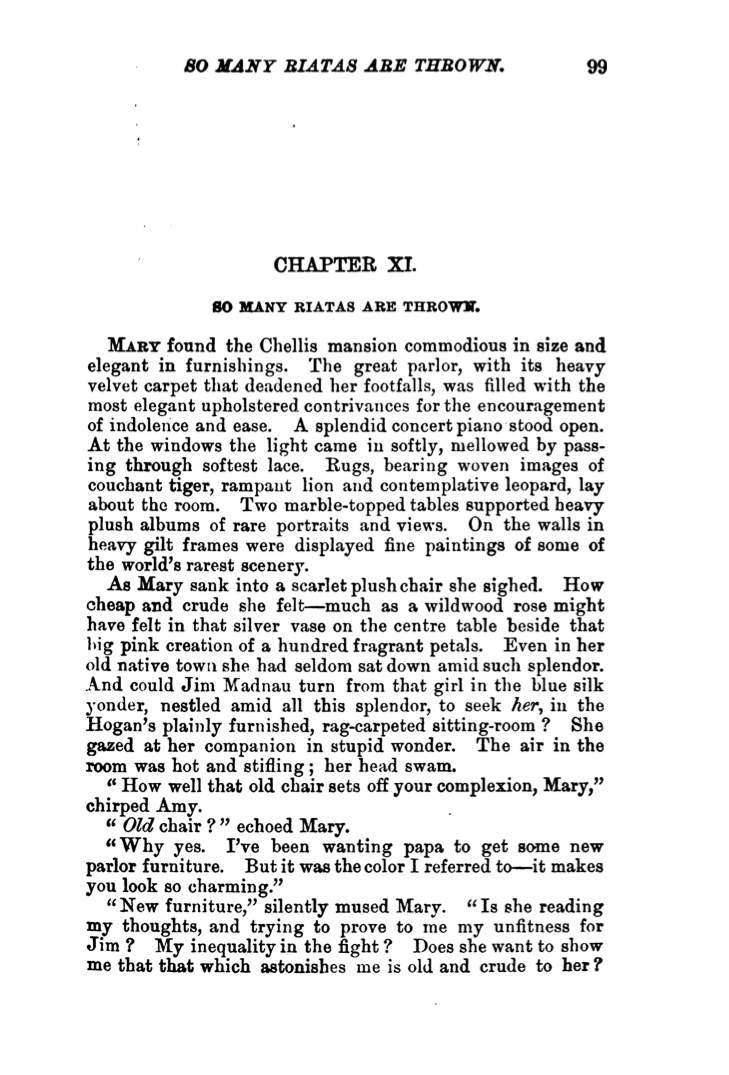 SO MANY RIATAS ARE THROWN. 99
CHAPTER XI.
SO MANY RIATAS ARE THROWN.
MARY found the Chellis mansion commodious in size and
elegant in furnishings. The great parlor, with its heavy
velvet carpet that deadened her footfalls, was filled with the
most elegant upholstered contrivances for the encouragement
of indolence and ease. A splendid concert piano stood open.
At the windows the light came in softly, mellowed by pass-
ing through softest lace. Rugs, bearing woven images of
couchant tiger, rampant lion and contemplative leopard, lay
about the room. Two marble-topped tables supported heavy
plush albums of rare portraits and views. On the walls in
heavy gilt frames were displayed fine paintings of some of
the world's rarest scenery.
As Mary sank into a scarlet plush chair she sighed. How
cheap and crude she felt—much as a wildwood rose might
have felt in that silver vase on the centre table beside that
big pink creation of a hundred fragrant petals. Even in her
old native town she had seldom sat down amid such splendor.
And could Jim Madnau turn from that girl in the blue silk
yonder, nestled amid all this splendor, to seek her, in the
Hogan's plainly furnished, rag-carpeted sitting-room? She
gazed at her companion in stupid wonder. The air in the
room was hot and stifling; her head swam.
"How well that old chair sets off your complexion, Mary,"
chirped Amy.
"Old chair?" echoed Mary.
"Why yes. I've been wanting papa to get some new
parlor furniture. But it was the color I referred to—it makes
you look so charming."
"New furniture," silently mused Mary. "Is she reading
my thoughts, and trying to prove to me my unfitness for
Jim? My inequality in the fight? Does she want to show
me that that which astonishes me is old and crude to her?